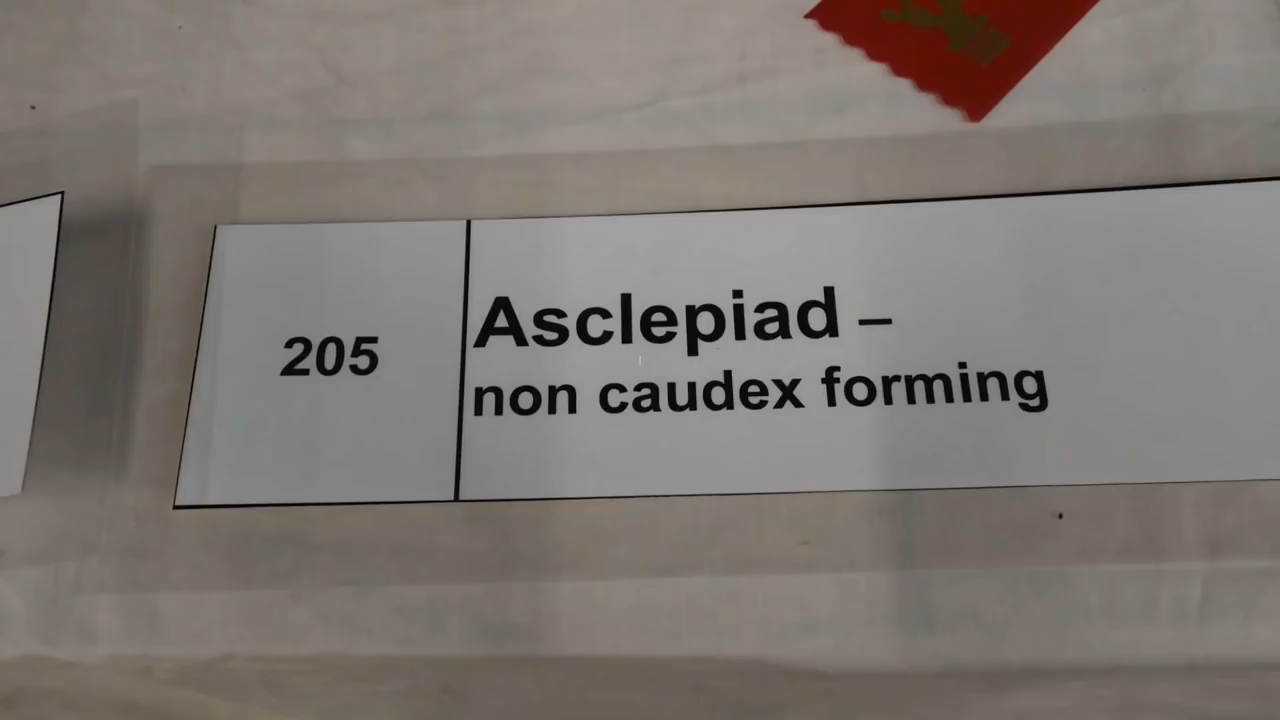 205
Asclepiad –
non caudex forming